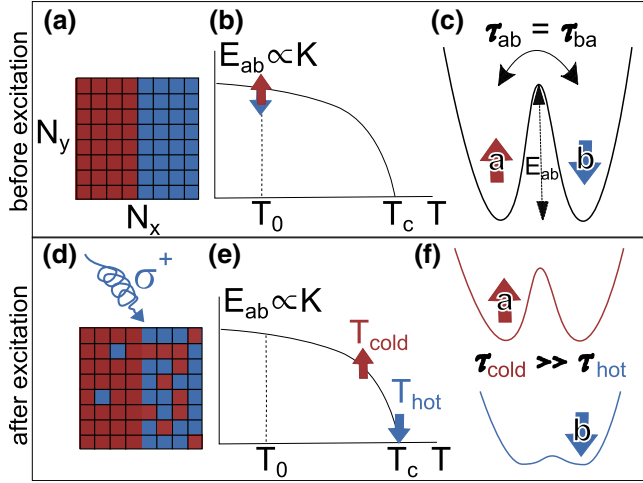 before excitation
(a)
N_y
N_x
(b)
E_ab∝K
T_0
T_c
T
(c)
τ_ab = τ_ba
a
E_ab
b
after excitation
(d)
σ^+
(e)
E_ab∝K
T_cold
T_hot
T_0
T_c
T
(f)
a
τ_cold >> τ_hot
b